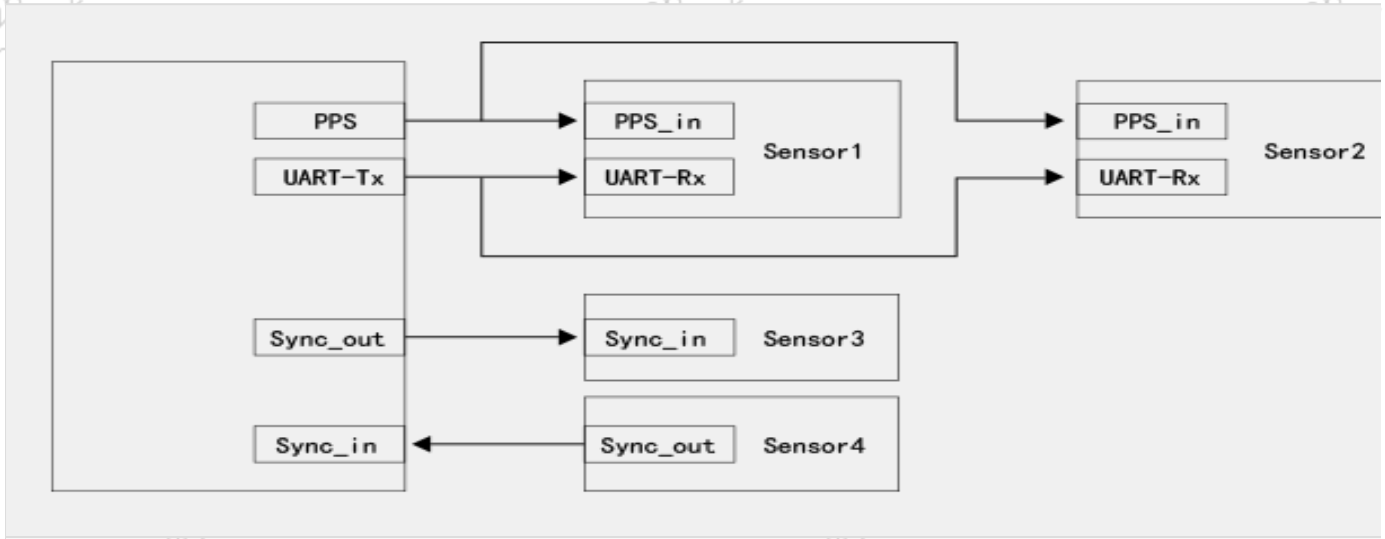 PPS
UART-Tx
Sync_out
Sync_in
PPS_in
UART-Rx
Sensor1
PPS_in
UART-Rx
Sensor2
Sync_in
Sensor3
Sync_out
Sensor4